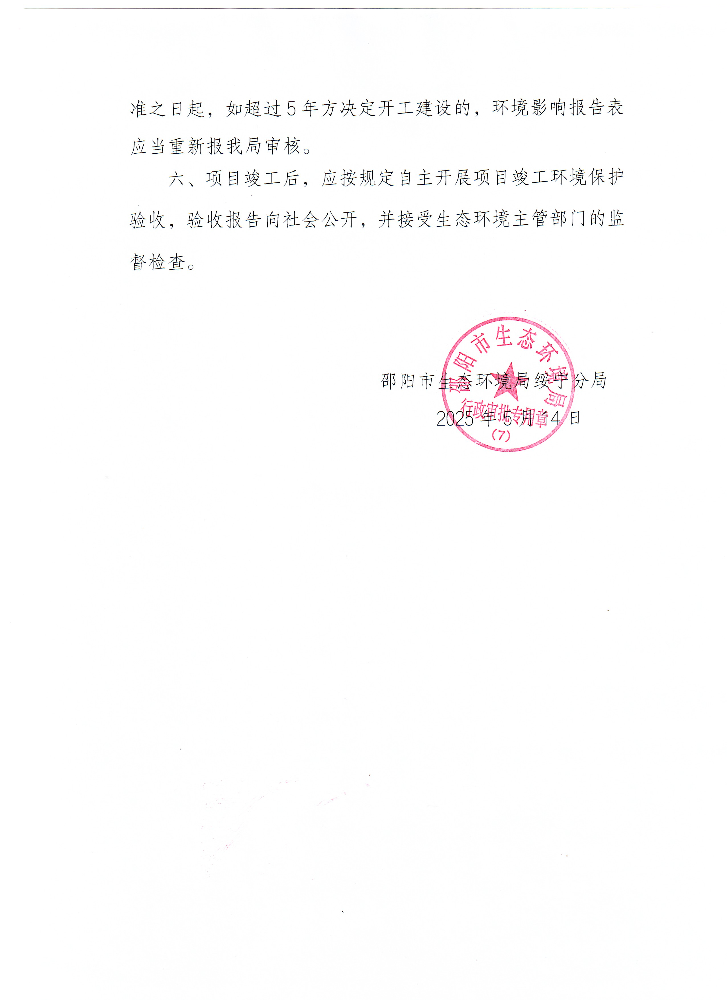 准之日起，如超过5年方决定开工建设的，环境影响报告表
应当重新报我局审核。
六、项目竣工后，应按规定自主开展项目竣工环境保护
验收，验收报告向社会公开，并接受生态环境主管部门的监
督检查。
邵阳市生态环境局
邵阳市生态环境局绥宁分局
行政审批专用章
2025年5月14日
(7)